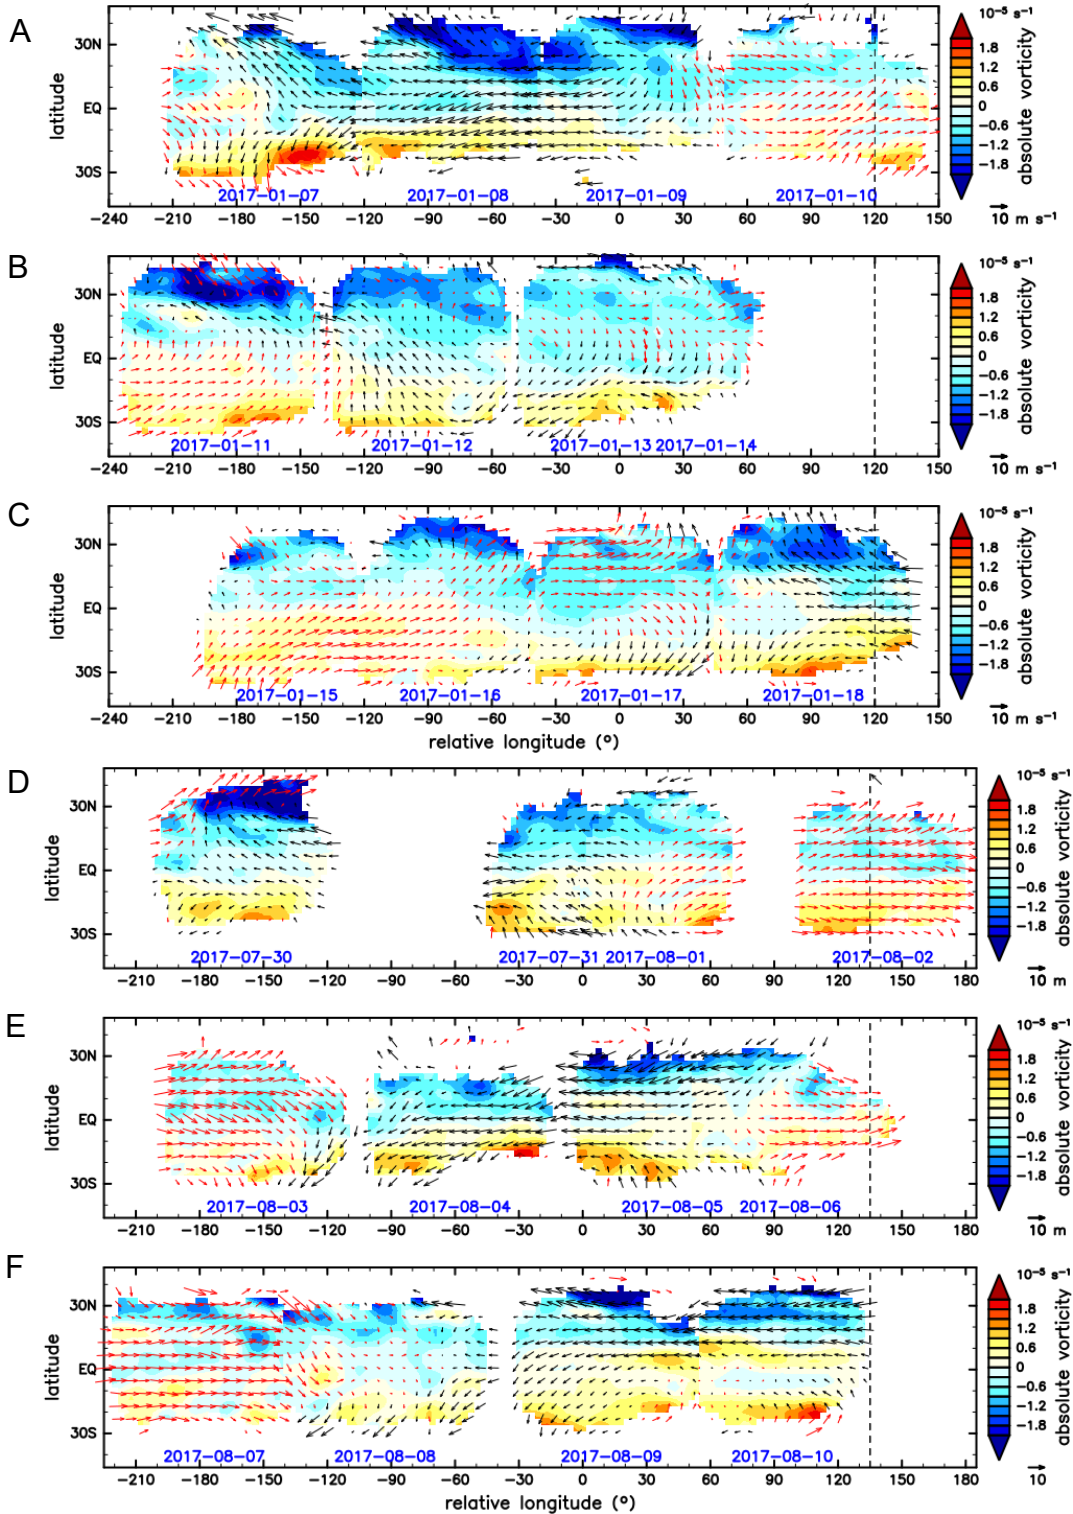 A
latitude
30N
EQ
30S
2017-01-07 2017-01-08 2017-01-09 2017-01-10
-240 -210 -180 -150 -120 -90 -60 -30 0 30 60 90 120 150
10⁻⁵ s⁻¹
1.8
1.2
0.6
0
-0.6
-1.2
-1.8
absolute vorticity
10 m s⁻¹
B
latitude
30N
EQ
30S
2017-01-11 2017-01-12 2017-01-13 2017-01-14
-240 -210 -180 -150 -120 -90 -60 -30 0 30 60 90 120 150
10⁻⁵ s⁻¹
1.8
1.2
0.6
0
-0.6
-1.2
-1.8
absolute vorticity
10 m s⁻¹
C
latitude
30N
EQ
30S
2017-01-15 2017-01-16 2017-01-17 2017-01-18
-240 -210 -180 -150 -120 -90 -60 -30 0 30 60 90 120 150
relative longitude (°)
10⁻⁵ s⁻¹
1.8
1.2
0.6
0
-0.6
-1.2
-1.8
absolute vorticity
10 m s⁻¹
D
latitude
30N
EQ
30S
2017-07-30 2017-07-31 2017-08-01 2017-08-02
-210 -180 -150 -120 -90 -60 -30 0 30 60 90 120 150 180
10⁻⁵ s⁻¹
1.8
1.2
0.6
0
-0.6
-1.2
-1.8
absolute vorticity
10 m
E
latitude
30N
EQ
30S
2017-08-03 2017-08-04 2017-08-05 2017-08-06
-210 -180 -150 -120 -90 -60 -30 0 30 60 90 120 150 180
10⁻⁵ s⁻¹
1.8
1.2
0.6
0
-0.6
-1.2
-1.8
absolute vorticity
10 m
F
latitude
30N
EQ
30S
2017-08-07 2017-08-08 2017-08-09 2017-08-10
-210 -180 -150 -120 -90 -60 -30 0 30 60 90 120 150 180
relative longitude (°)
10⁻⁵ s⁻¹
1.8
1.2
0.6
0
-0.6
-1.2
-1.8
absolute vorticity
10